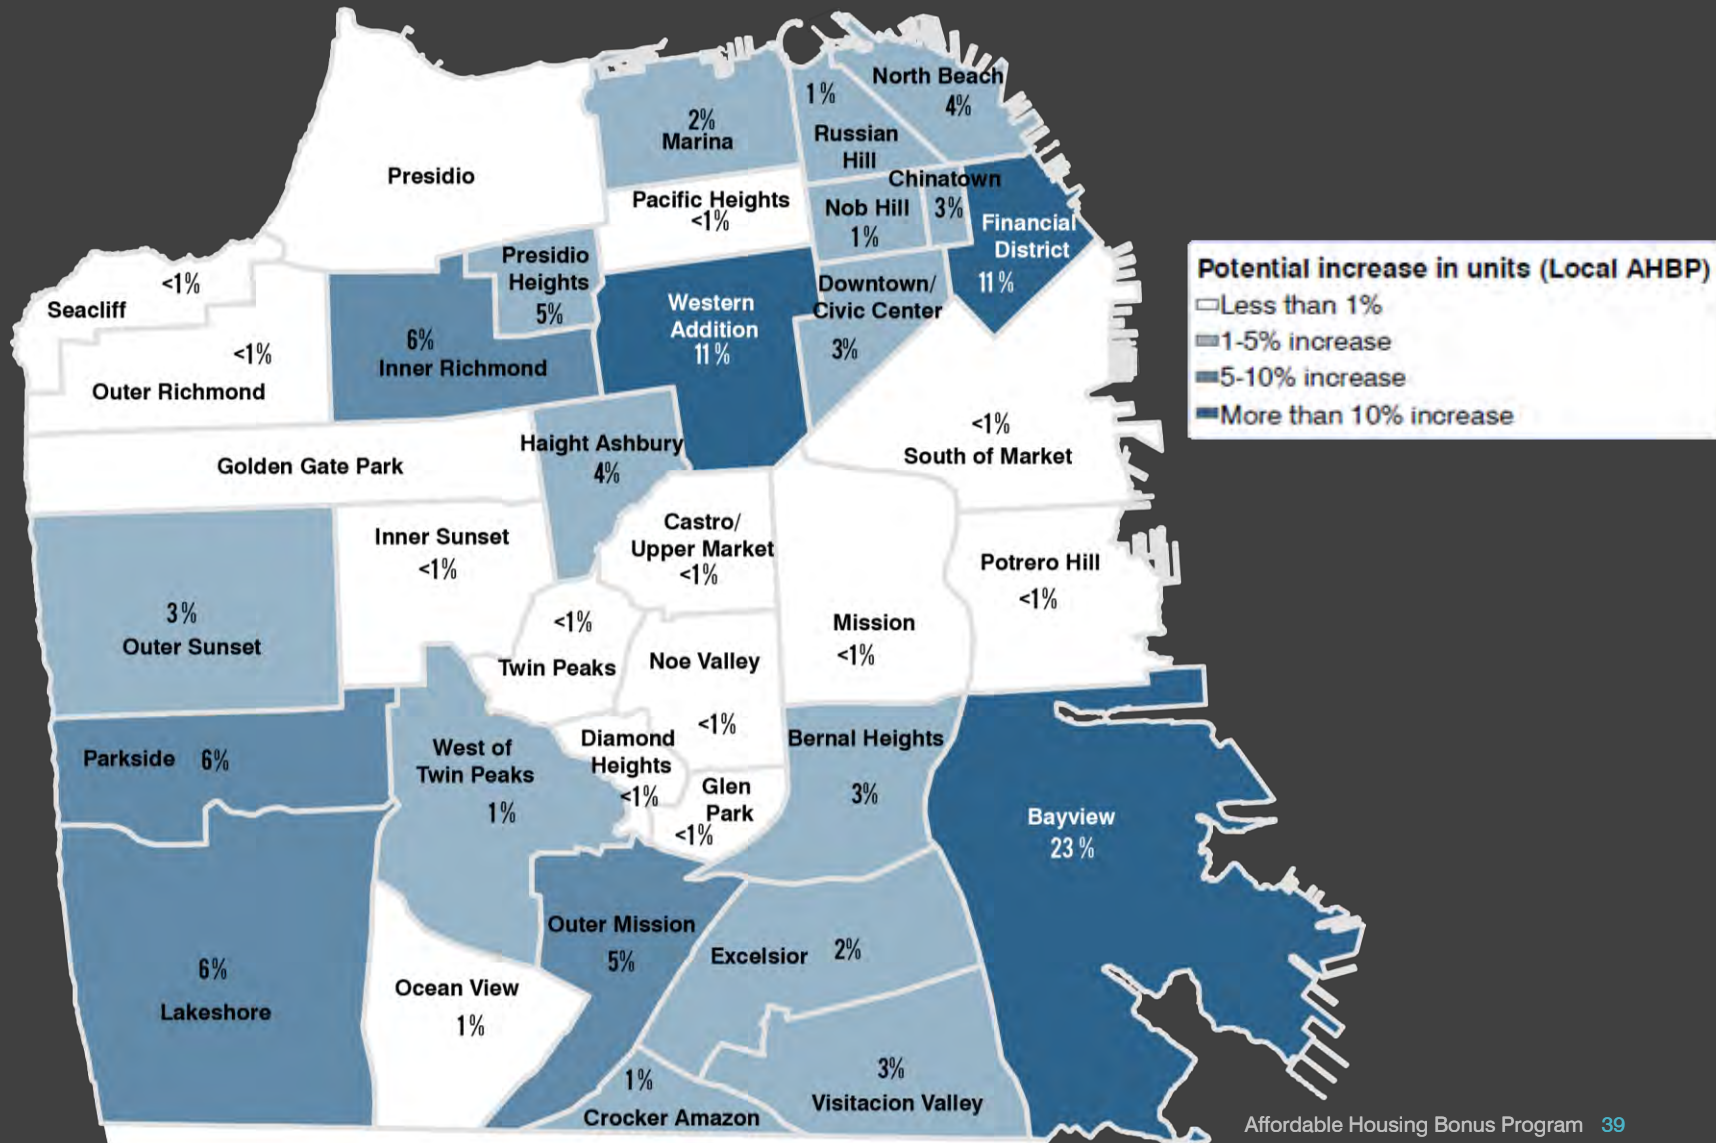 North Beach
4%
1%
Russian
Hill
2%
Marina
Presidio
Chinatown
3%
Pacific Heights
<1%
Nob Hill
1%
Financial
District
11%
Presidio
Heights
5%
Seacliff
<1%
Western
Addition
11%
Downtown/
Civic Center
3%
Potential increase in units (Local AHBP)
Less than 1%
1-5% increase
5-10% increase
More than 10% increase
6%
Inner Richmond
<1%
Outer Richmond
<1%
South of Market
Haight Ashbury
4%
Golden Gate Park
Castro/
Upper Market
<1%
Inner Sunset
<1%
Potrero Hill
<1%
3%
Outer Sunset
<1%
Twin Peaks
Noe Valley
<1%
Mission
<1%
Parkside 6%
West of
Twin Peaks
1%
Diamond
Heights
<1%
Glen
Park
<1%
Bernal Heights
3%
Bayview
23%
Outer Mission
5%
Excelsior 2%
6%
Lakeshore
Ocean View
1%
1%
Crocker Amazon
3%
Visitacion Valley
Affordable Housing Bonus Program 39